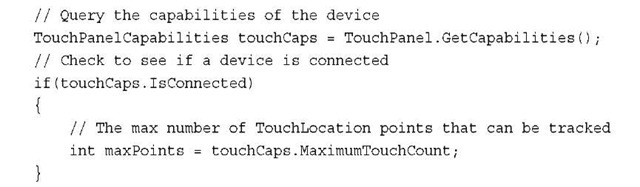 // Query the capabilities of the device
TouchPanelCapabilities touchCaps = TouchPanel.GetCapabilities();
// Check to see if a device is connected
if(touchCaps.IsConnected)
{
    // The max number of TouchLocation points that can be tracked
    int maxPoints = touchCaps.MaximumTouchCount;
}